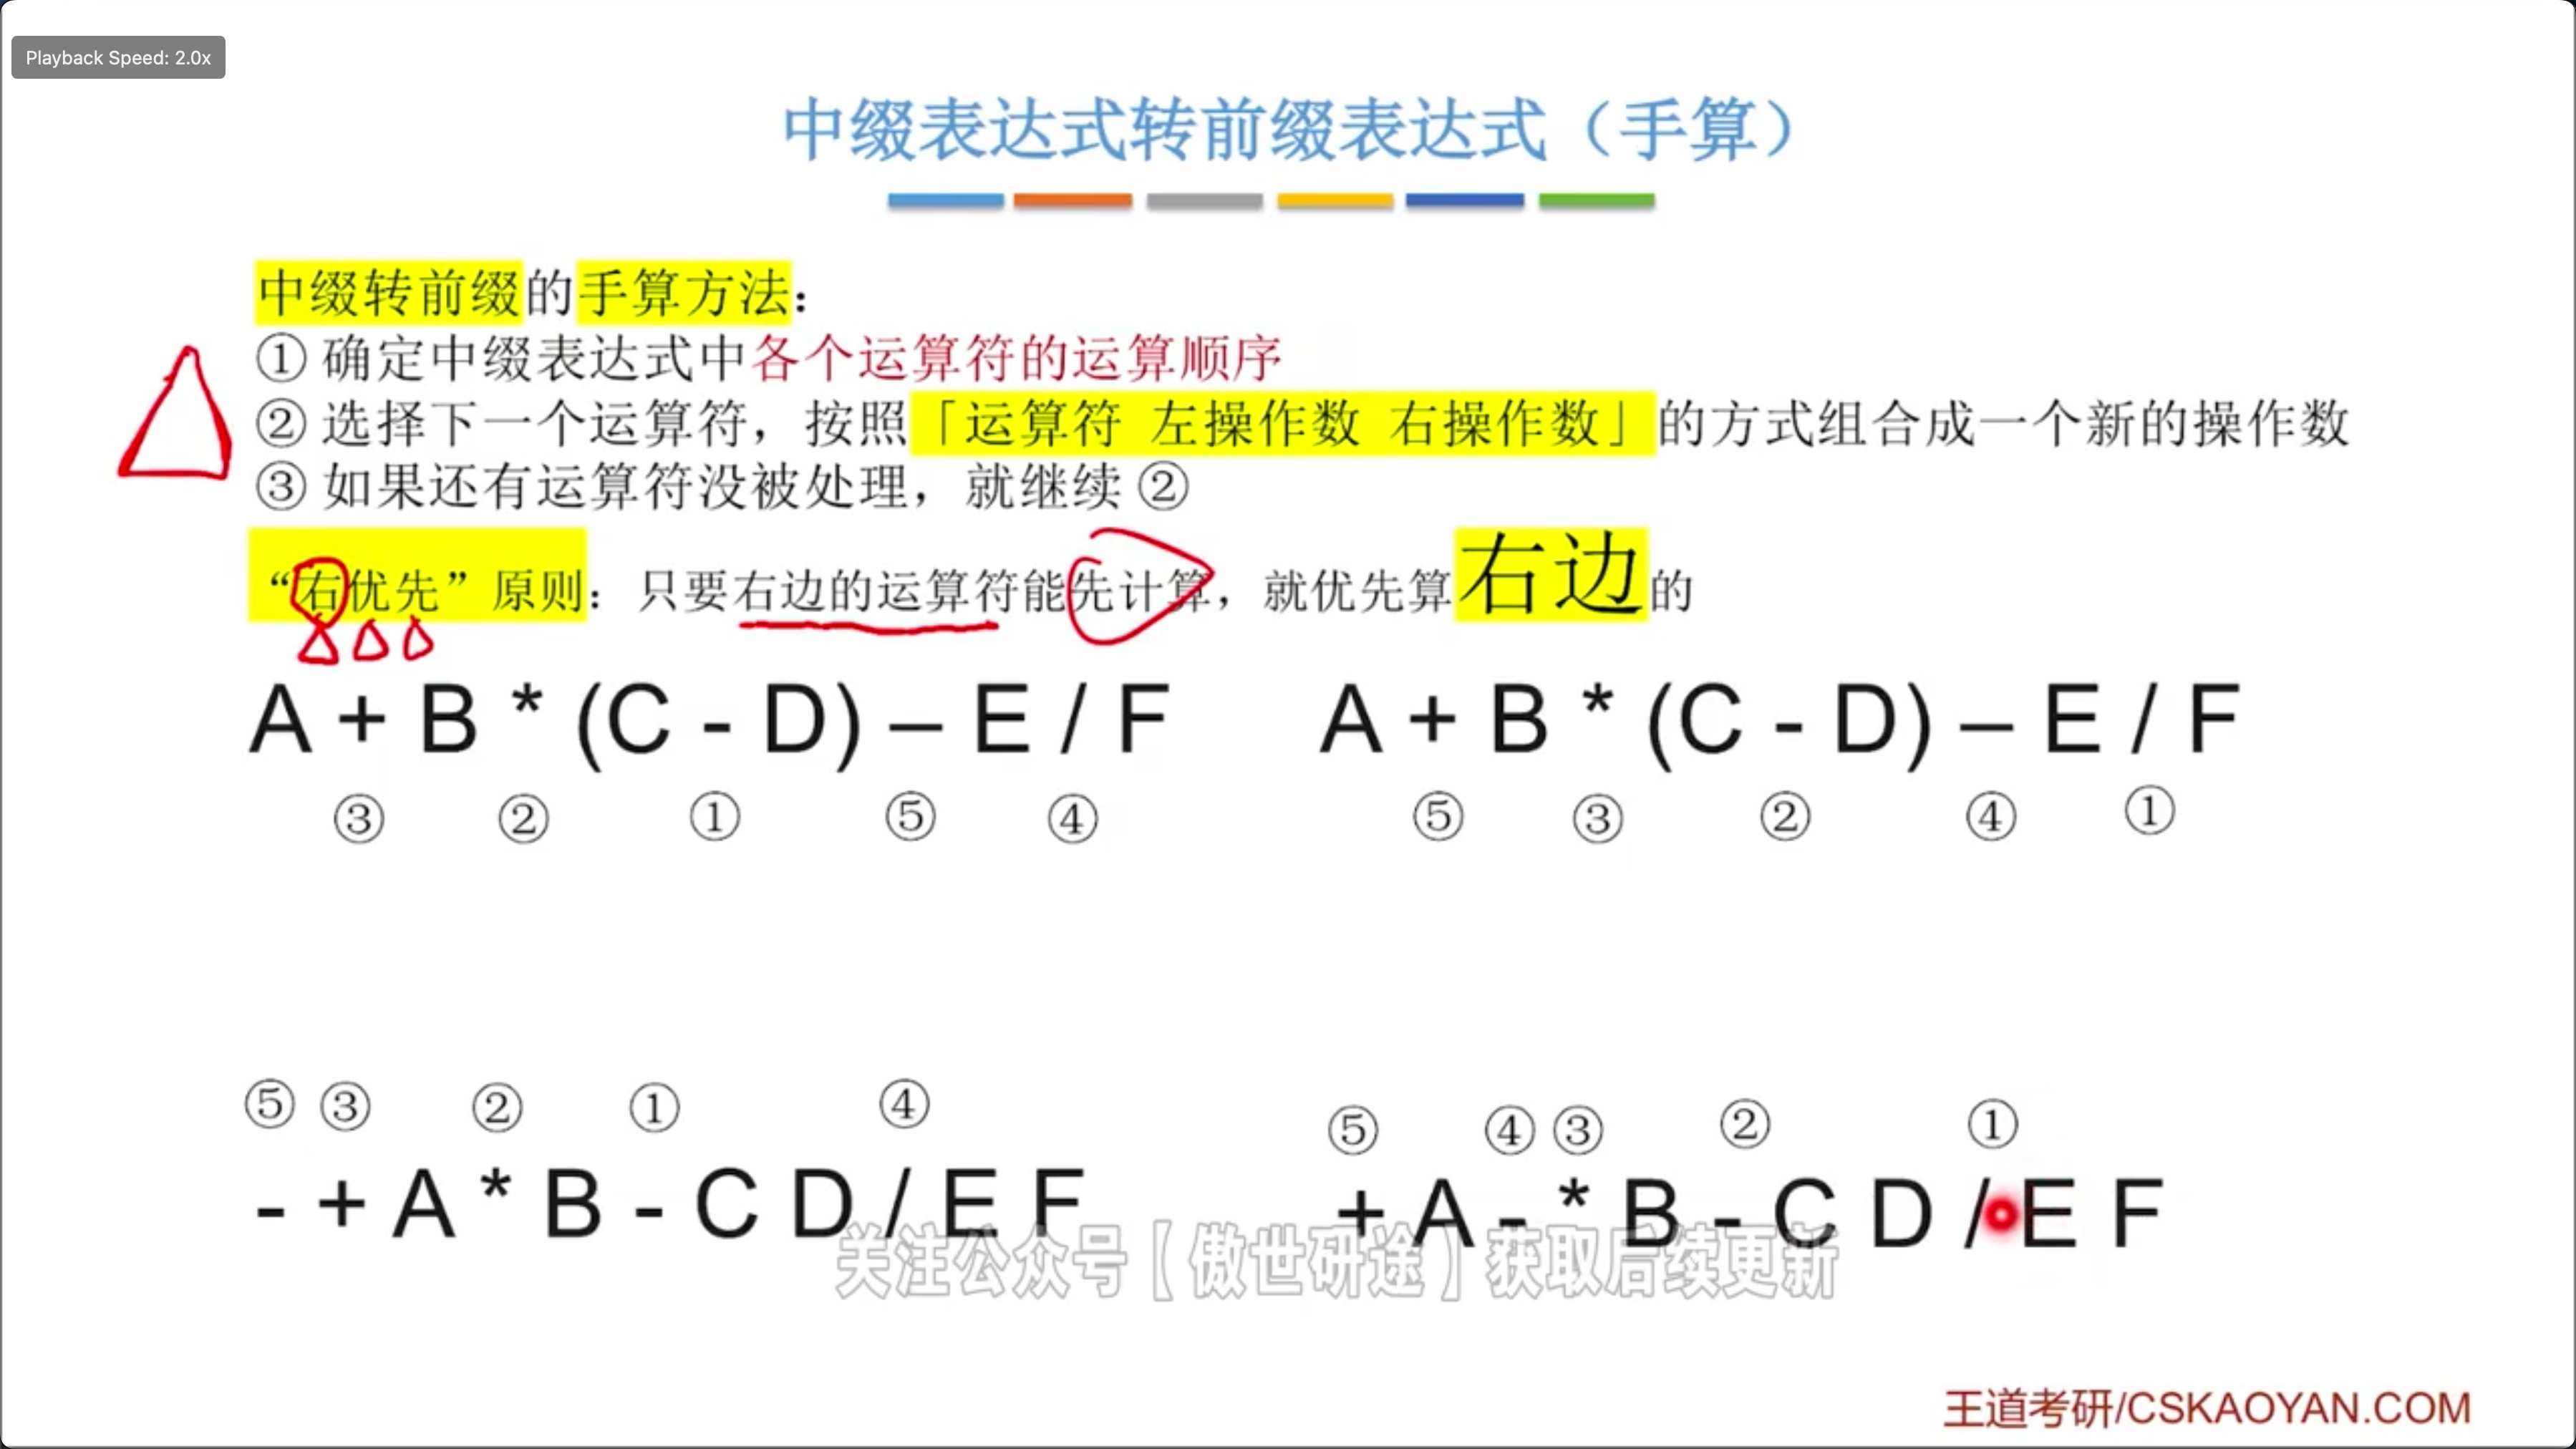 Playback Speed: 2.0x
中缀表达式转前缀表达式（手算）
中缀转前缀的手算方法：
① 确定中缀表达式中各个运算符的运算顺序
② 选择下一个运算符，按照「运算符 左操作数 右操作数」的方式组合成一个新的操作数
③ 如果还有运算符没被处理，就继续 ②
“右优先”原则：只要右边的运算符能先计算，就优先算右边的
A + B * (C - D) – E / F
③ ② ① ⑤ ④
A + B * (C - D) – E / F
⑤ ③ ② ④ ①
⑤ ③ ② ① ④
- + A * B - C D / E F
⑤ ④ ③ ② ①
+ A - * B - C D / E F
关注公众号【傲世研途】获取后续更新
王道考研/CSKAOYAN.COM